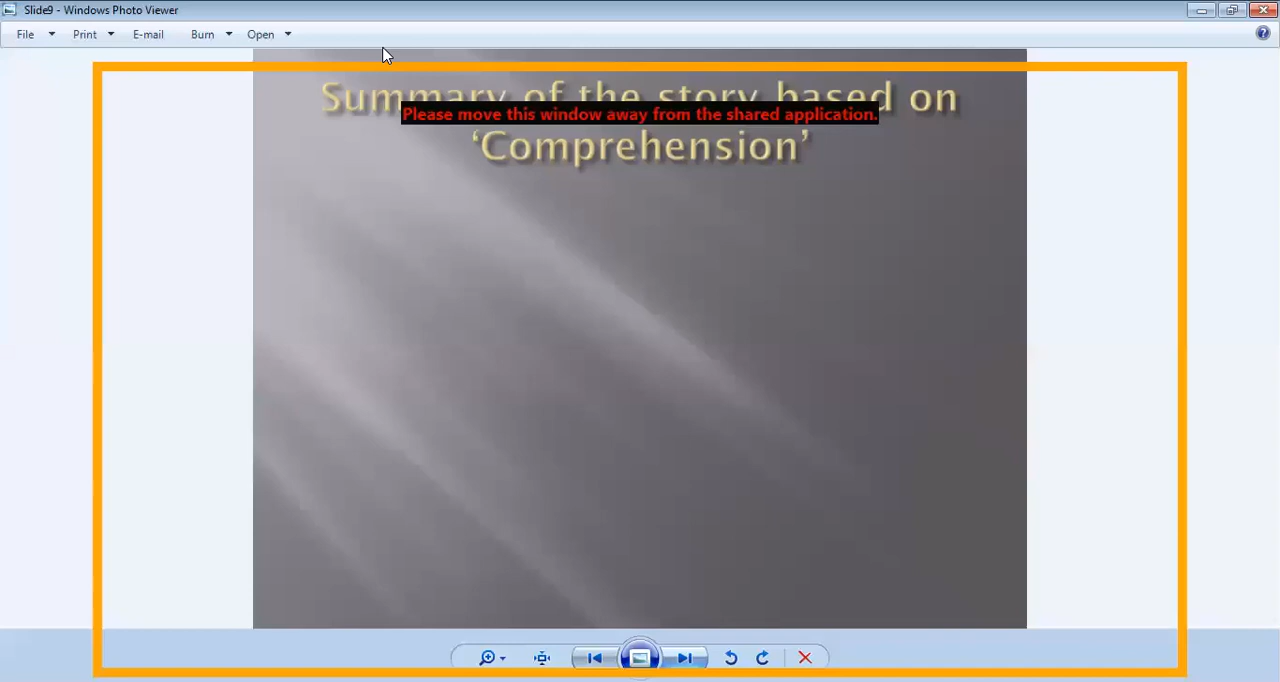 Slide9 - Windows Photo Viewer
File Print E-mail Burn Open
Summary of the story based on
Please move this window away from the shared application.
‘Comprehension’